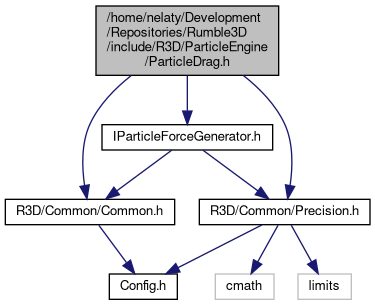 /home/nelaty/Development
/Repositories/Rumble3D
/include/R3D/ParticleEngine
/ParticleDrag.h
IParticleForceGenerator.h
R3D/Common/Common.h
R3D/Common/Precision.h
Config.h
cmath
limits